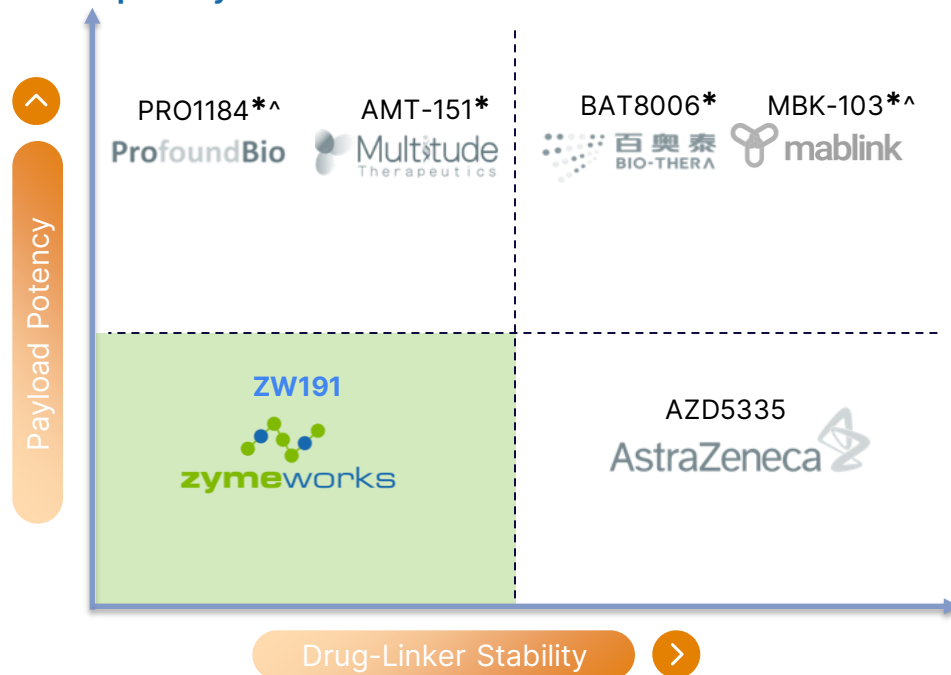 PRO1184*^
ProfoundBio
AMT-151*
Multitude
Therapeutics
BAT8006*
百奥泰
BIO-THERA
MBK-103*^
mablink
Payload Potency
ZW191
zymeworks
AZD5335
AstraZeneca
Drug-Linker Stability